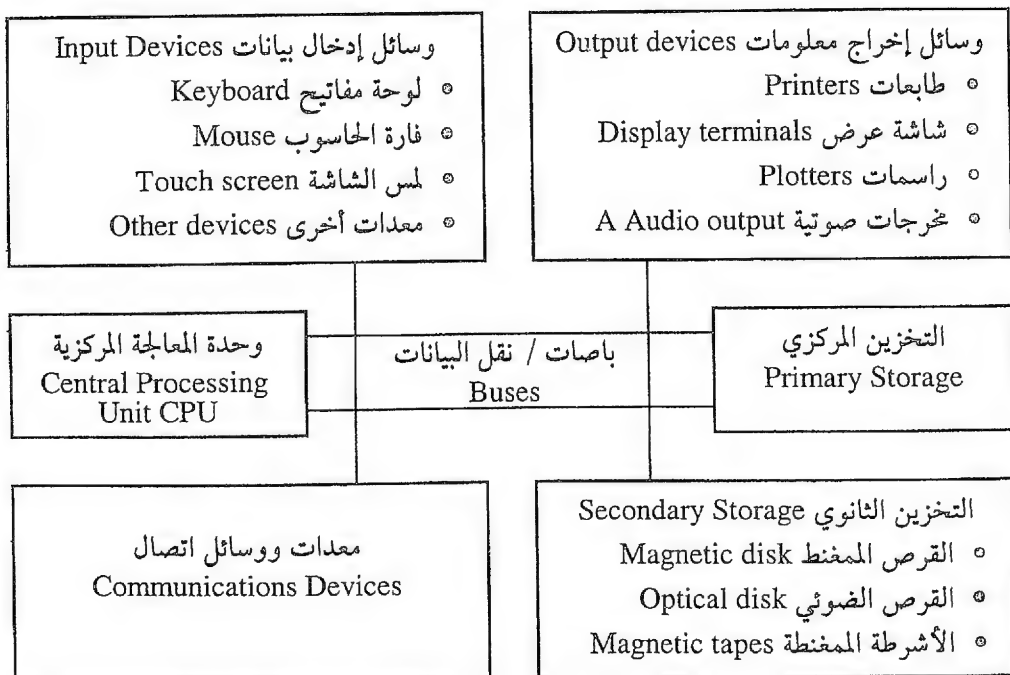 وسائل إدخال بيانات Input Devices
• لوحة مفاتيح Keyboard
• فارة الحاسوب Mouse
• لمس الشاشة Touch screen
• معدات أخرى Other devices
وسائل إخراج معلومات Output devices
• طابعات Printers
• شاشة عرض Display terminals
• راسمات Plotters
• مخرجات صوتية A Audio output
وحدة المعالجة المركزية
Central Processing
Unit CPU
باصات / نقل البيانات
Buses
التخزين المركزي
Primary Storage
معدات ووسائل اتصال
Communications Devices
التخزين الثانوي Secondary Storage
• القرص الممغنط Magnetic disk
• القرص الضوئي Optical disk
• الأشرطة الممغنطة Magnetic tapes